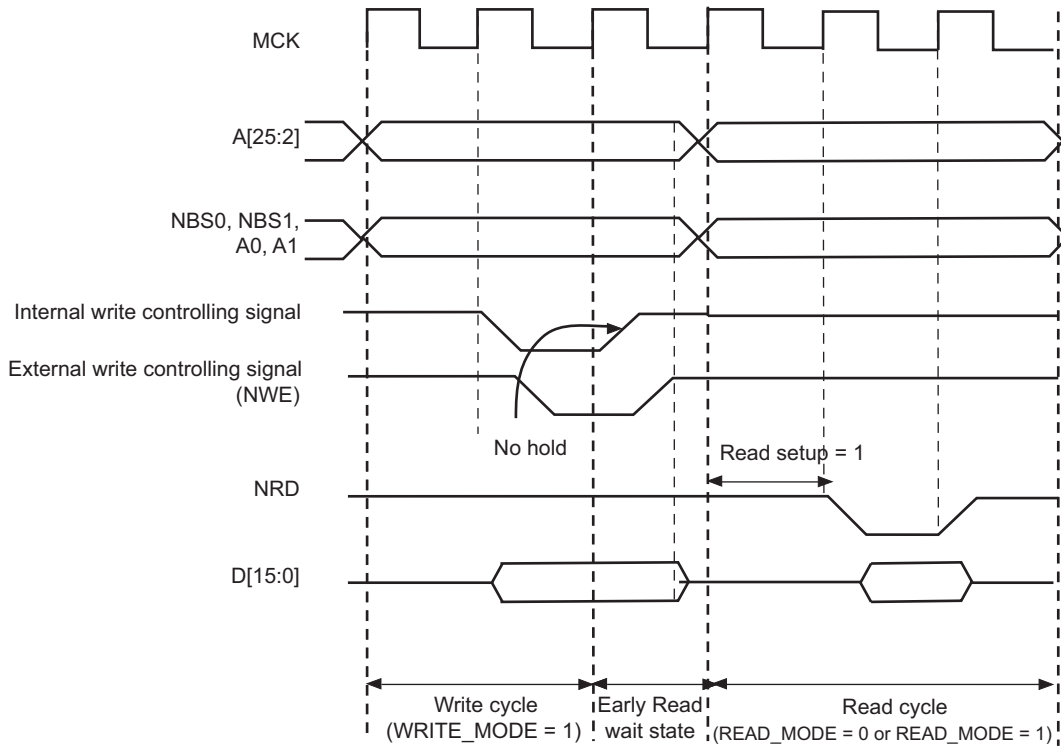 MCK
A[25:2]
NBS0, NBS1,
A0, A1
Internal write controlling signal
External write controlling signal
(NWE)
No hold
Read setup = 1
NRD
D[15:0]
Write cycle
(WRITE_MODE = 1)
Early Read
wait state
Read cycle
(READ_MODE = 0 or READ_MODE = 1)